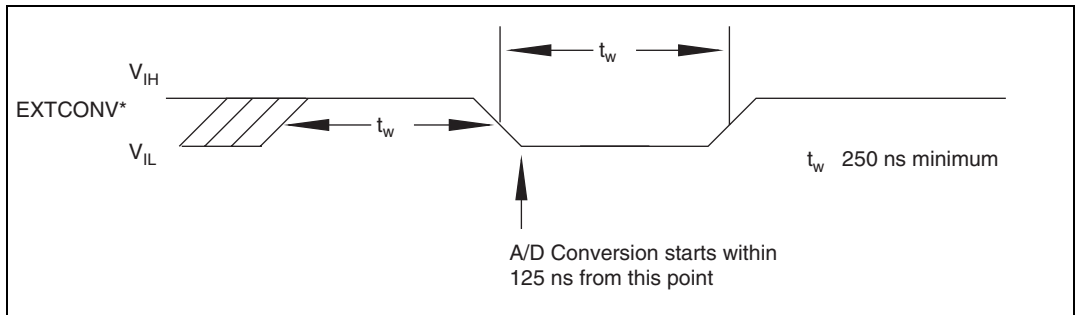 t_w
V_IH
EXTCONV*
t_w
V_IL
t_w 250 ns minimum
A/D Conversion starts within
125 ns from this point